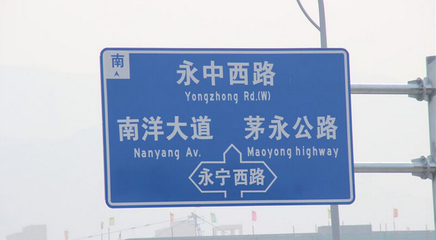 南
永中西路
Yongzhong Rd.(W)
南洋大道 茅永公路
Nanyang Av. Maoyong highway
永宁西路